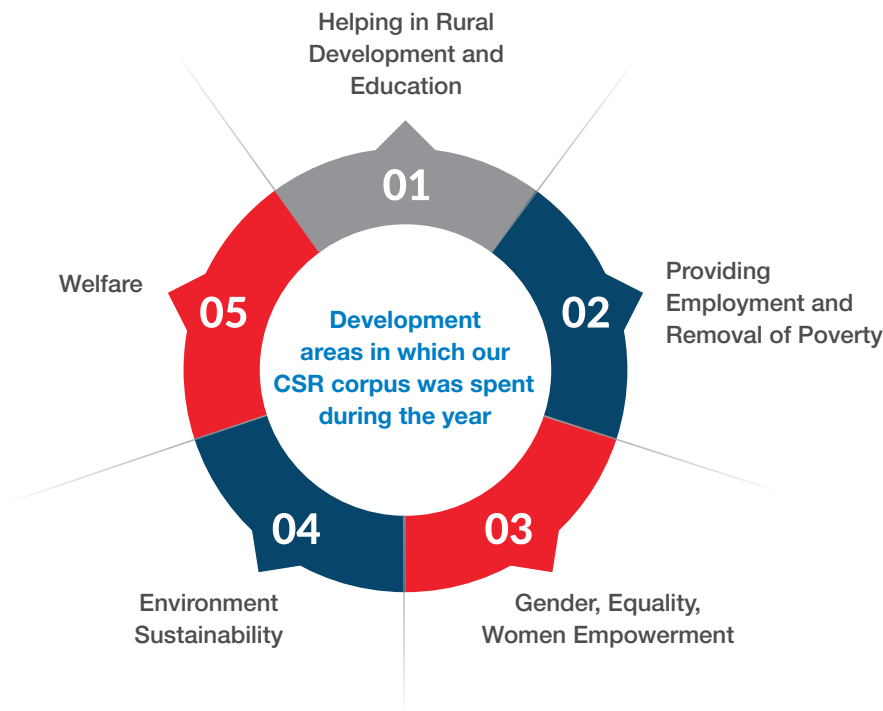 Helping in Rural
Development and
Education
01
02
Providing
Employment and
Removal of Poverty
03
Gender, Equality,
Women Empowerment
04
Environment
Sustainability
05
Welfare
Development
areas in which our
CSR corpus was spent
during the year